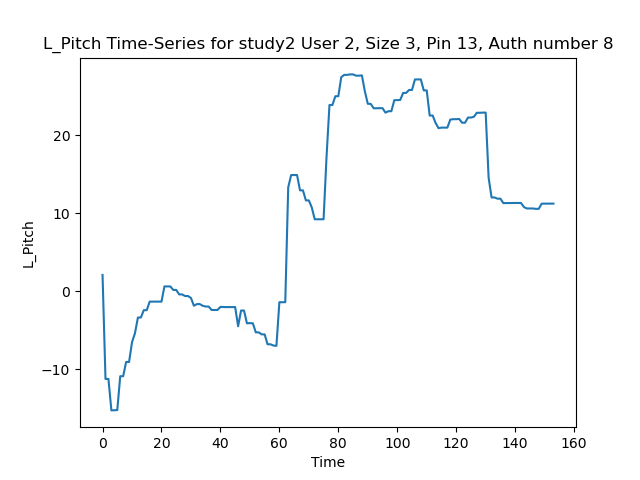 L_Pitch Time-Series for study2 User 2, Size 3, Pin 13, Auth number 8
L_Pitch
20
10
0
−10
0 20 40 60 80 100 120 140 160
Time